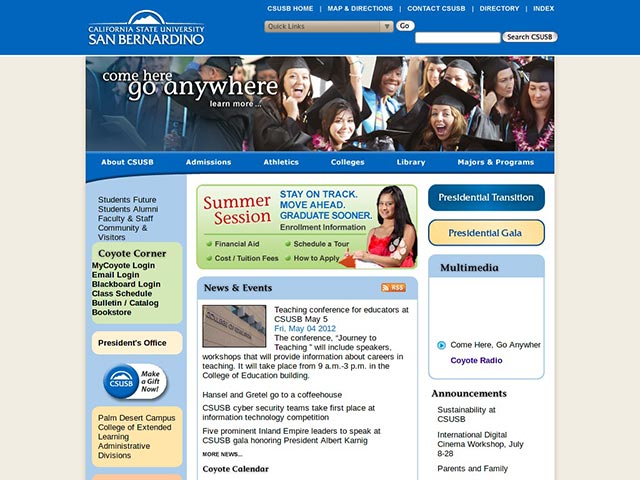 CSUSB HOME | MAP & DIRECTIONS | CONTACT CSUSB | DIRECTORY | INDEX
CALIFORNIA STATE UNIVERSITY
SAN BERNARDINO
Quick Links
Go
Search CSUSB
come here
go anywhere
learn more...
About CSUSB
Admissions
Athletics
Colleges
Library
Majors & Programs
Students Future
Students Alumni
Faculty & Staff
Community &
Visitors
Coyote Corner
MyCoyote Login
Email Login
Blackboard Login
Class Schedule
Bulletin / Catalog
Bookstore
President's Office
CSUSB
Make
a Gift
Now!
Palm Desert Campus
College of Extended
Learning
Administrative
Divisions
Summer
Session
STAY ON TRACK.
MOVE AHEAD.
GRADUATE SOONER.
Enrollment Information
Financial Aid
Schedule a Tour
Cost / Tuition Fees
How to Apply
News & Events
RSS
Teaching conference for educators at
CSUSB May 5
Fri, May 04 2012
The conference, “Journey to
Teaching ” will include speakers,
workshops that will provide information about careers in
teaching. It will take place from 9 a.m.-3 p.m. in the
College of Education building.
Hansel and Gretel go to a coffeehouse
CSUSB cyber security teams take first place at
information technology competition
Five prominent Inland Empire leaders to speak at
CSUSB gala honoring President Albert Karnig
MORE NEWS...
Coyote Calendar
Presidential Transition
Presidential Gala
Multimedia
Come Here, Go Anywher
Coyote Radio
Announcements
Sustainability at
CSUSB
International Digital
Cinema Workshop, July
8-28
Parents and Family